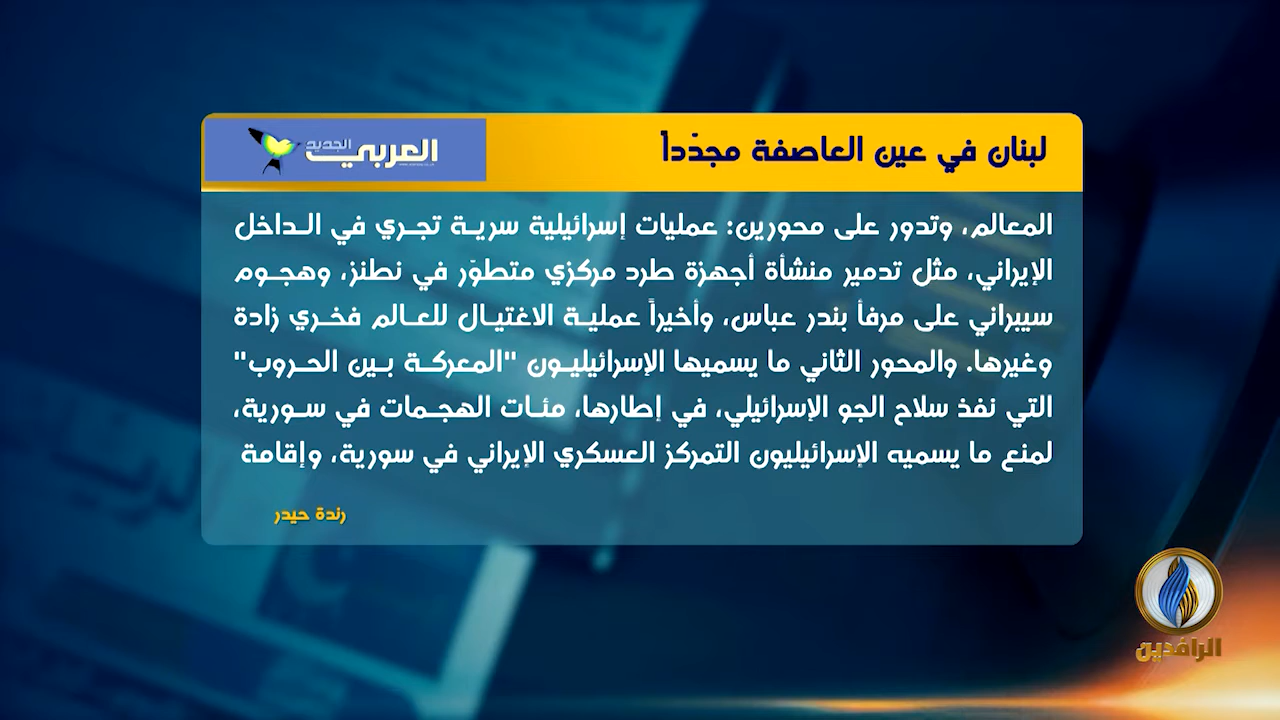 لبنان في عين العاصفة مجدّداً
العربي الجديد
المعالم، وتدور على محورين: عمليات إسرائيلية سرية تجري في الداخل
الإيراني، مثل تدمير منشأة أجهزة طرد مركزي متطوّر في نطنز، وهجوم
سيبراني على مرفأ بندر عباس، وأخيراً عملية الاغتيال للعالم فخري زادة
وغيرها. والمحور الثاني ما يسميها الإسرائيليون "المعركة بين الحروب"
التي نفذ سلاح الجو الإسرائيلي، في إطارها، مئات الهجمات في سورية،
لمنع ما يسميه الإسرائيليون التمركز العسكري الإيراني في سورية، وإقامة
رندة حيدر
الرافدين